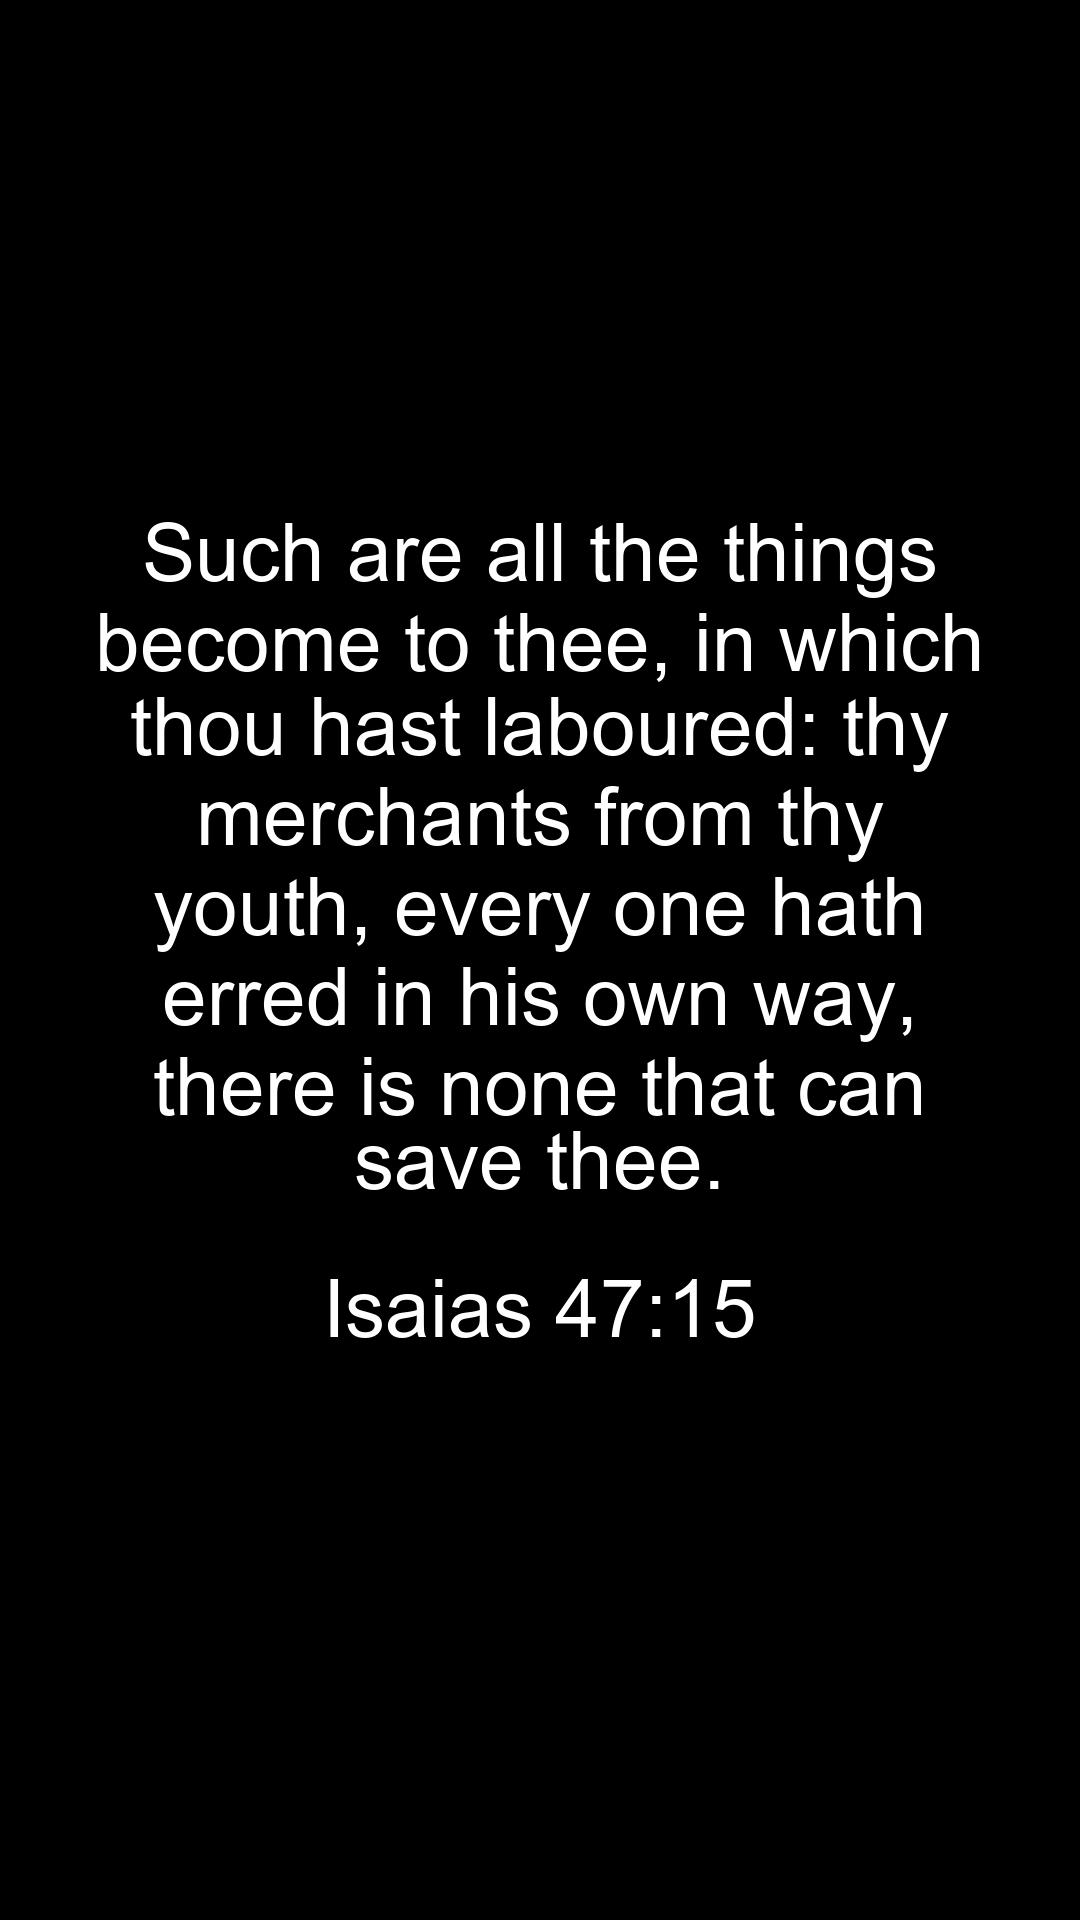 Such are all the things
become to thee, in which
thou hast laboured: thy
merchants from thy
youth, every one hath
erred in his own way,
there is none that can
save thee.
Isaias 47:15